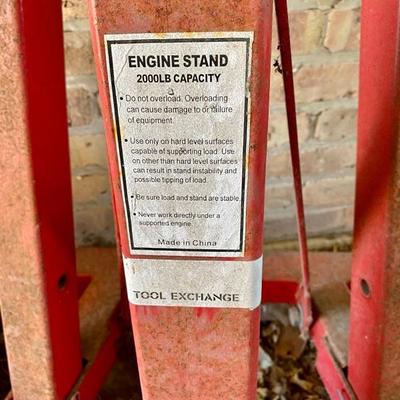 ENGINE STAND
2000LB CAPACITY
• Do not overload. Overloading
can cause damage to or failure
of equipment.
• Use only on hard level surfaces
capable of supporting load. Use
on other than hard level surfaces
can result in stand instability and
possible tipping of load.
• Be sure load and stand are stable.
• Never work directly under a
supported engine.
Made in China
TOOL EXCHANGE